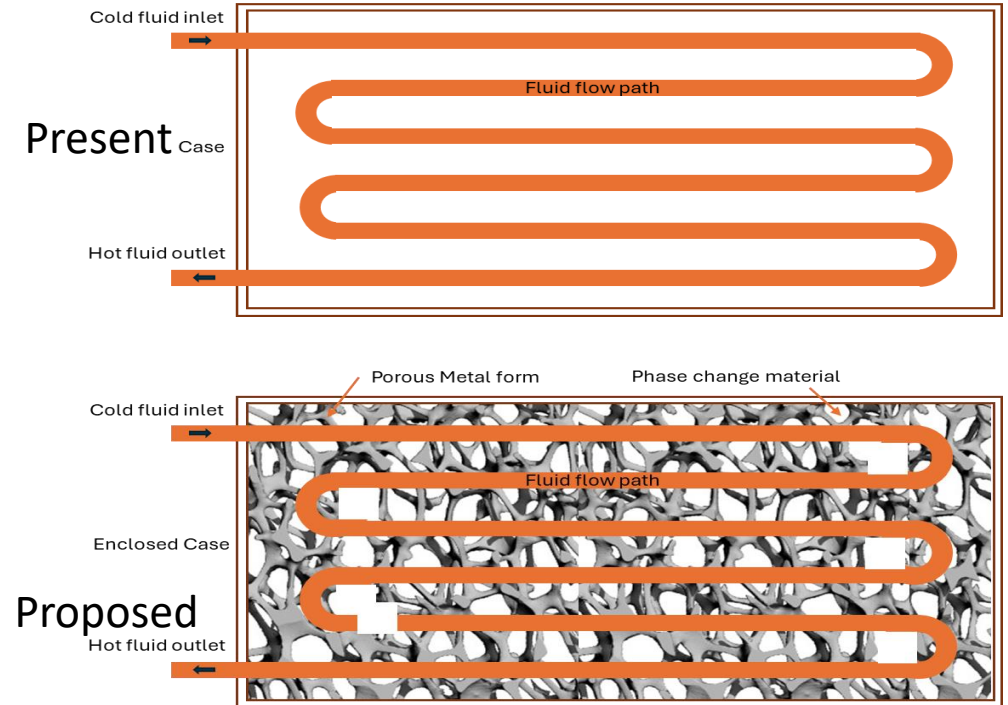 Cold fluid inlet
Fluid flow path
Present
Case
Hot fluid outlet
Porous Metal form
Phase change material
Cold fluid inlet
Fluid flow path
Enclosed Case
Proposed
Hot fluid outlet